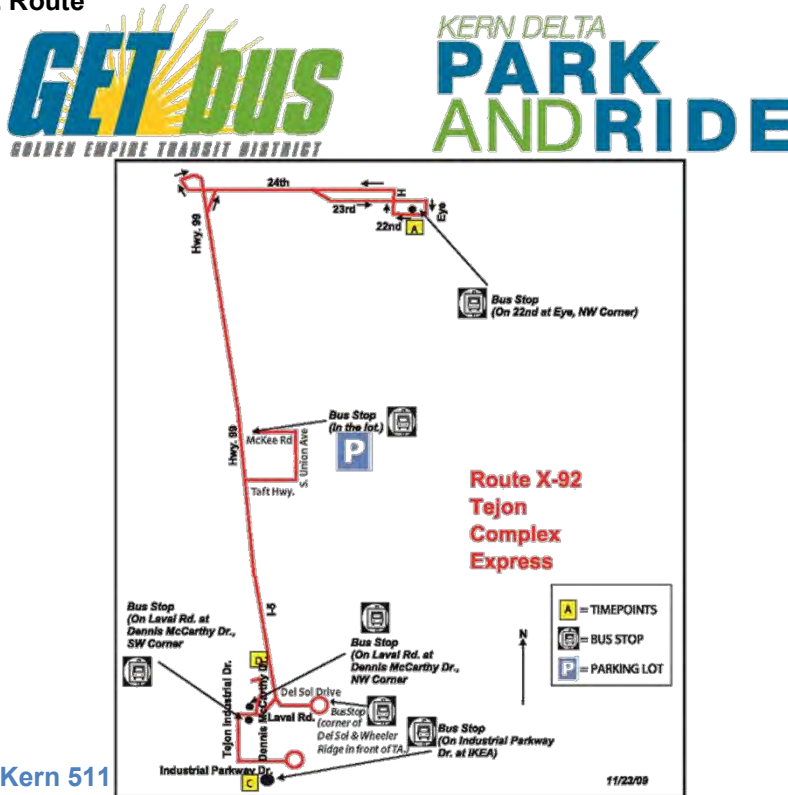 Route
GET bus
GOLDEN EMPIRE TRANSIT DISTRICT
KERN DELTA
PARK
AND RIDE
24th
H
23rd
Eye
22nd
A
Hwy. 99
Bus Stop
(On 22nd at Eye, NW Corner)
Bus Stop
(In the lot.)
McKee Rd
P
S. Union Ave
Hwy. 99
Taft Hwy.
Route X-92
Tejon
Complex
Express
I-5
A = TIMEPOINTS
= BUS STOP
P = PARKING LOT
N
Bus Stop
(On Laval Rd. at
Dennis McCarthy Dr.,
SW Corner
Bus Stop
(On Laval Rd. at
Dennis McCarthy Dr.,
NW Corner
Tejon Industrial Dr.
Dennis McCarthy Dr.
Del Sol Drive
Laval Rd.
Bus Stop
(corner of
Del Sol & Wheeler
Ridge in front of TA.)
Bus Stop
(On Industrial Parkway
Dr. at IKEA)
Industrial Parkway Dr.
C
11/23/09
Kern 511